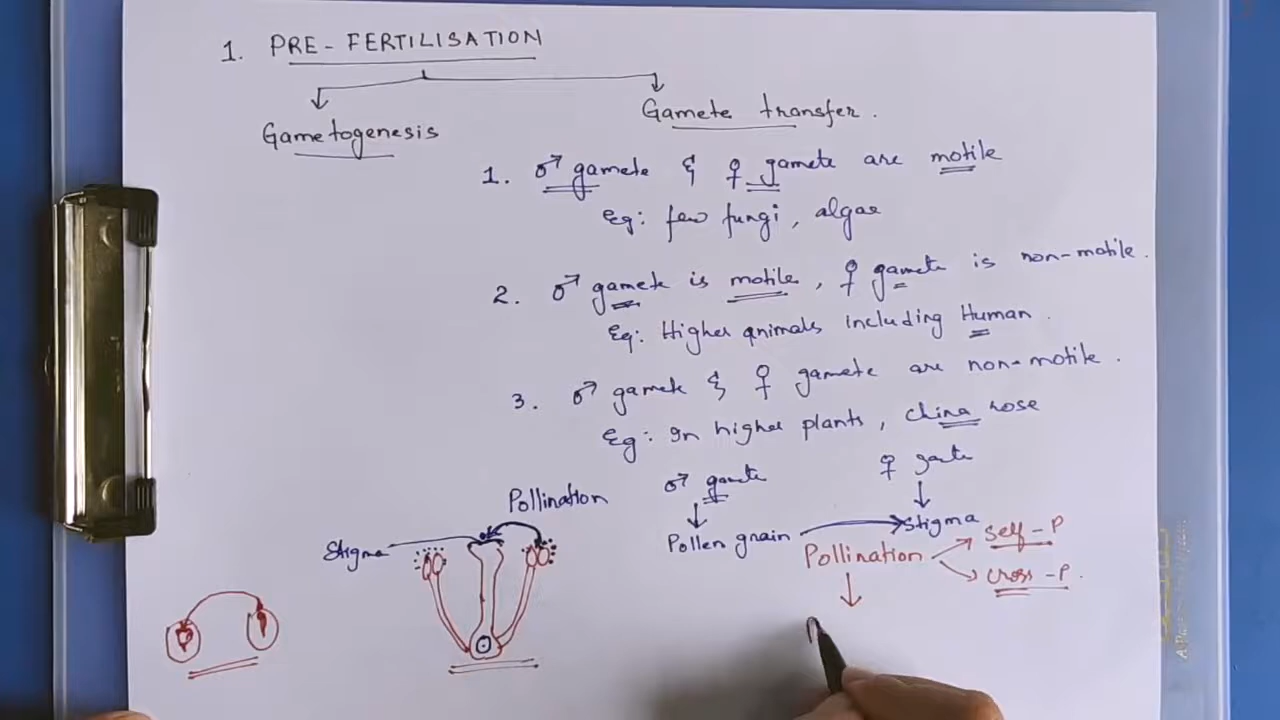 1. PRE-FERTILISATION
Gametogenesis
Gamete transfer.
1. ♂ gamete & ♀ gamete are motile
Eg: few fungi, algae
2. ♂ gamete is motile, ♀ gamete is non-motile.
Eg: Higher animals including Human.
3. ♂ gamete & ♀ gamete are non-motile.
Eg: In higher plants, china rose
♂ gamete
♀ gamete
Pollen grain
Stigma
Pollination
self-P
cross-P.
Pollination
Stigma